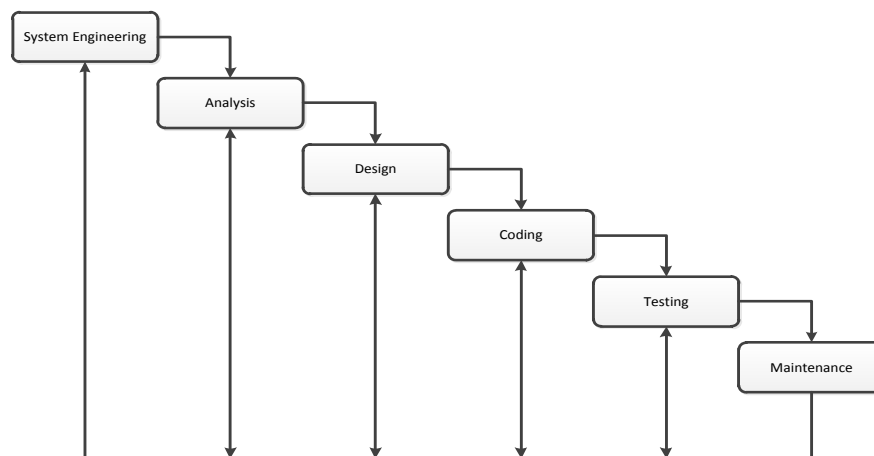 System Engineering
Analysis
Design
Coding
Testing
Maintenance